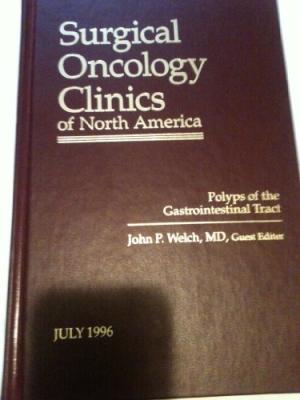 Surgical
Oncology
Clinics
of North America
Polyps of the
Gastrointestinal Tract
John P. Welch, MD, Guest Editor
JULY 1996